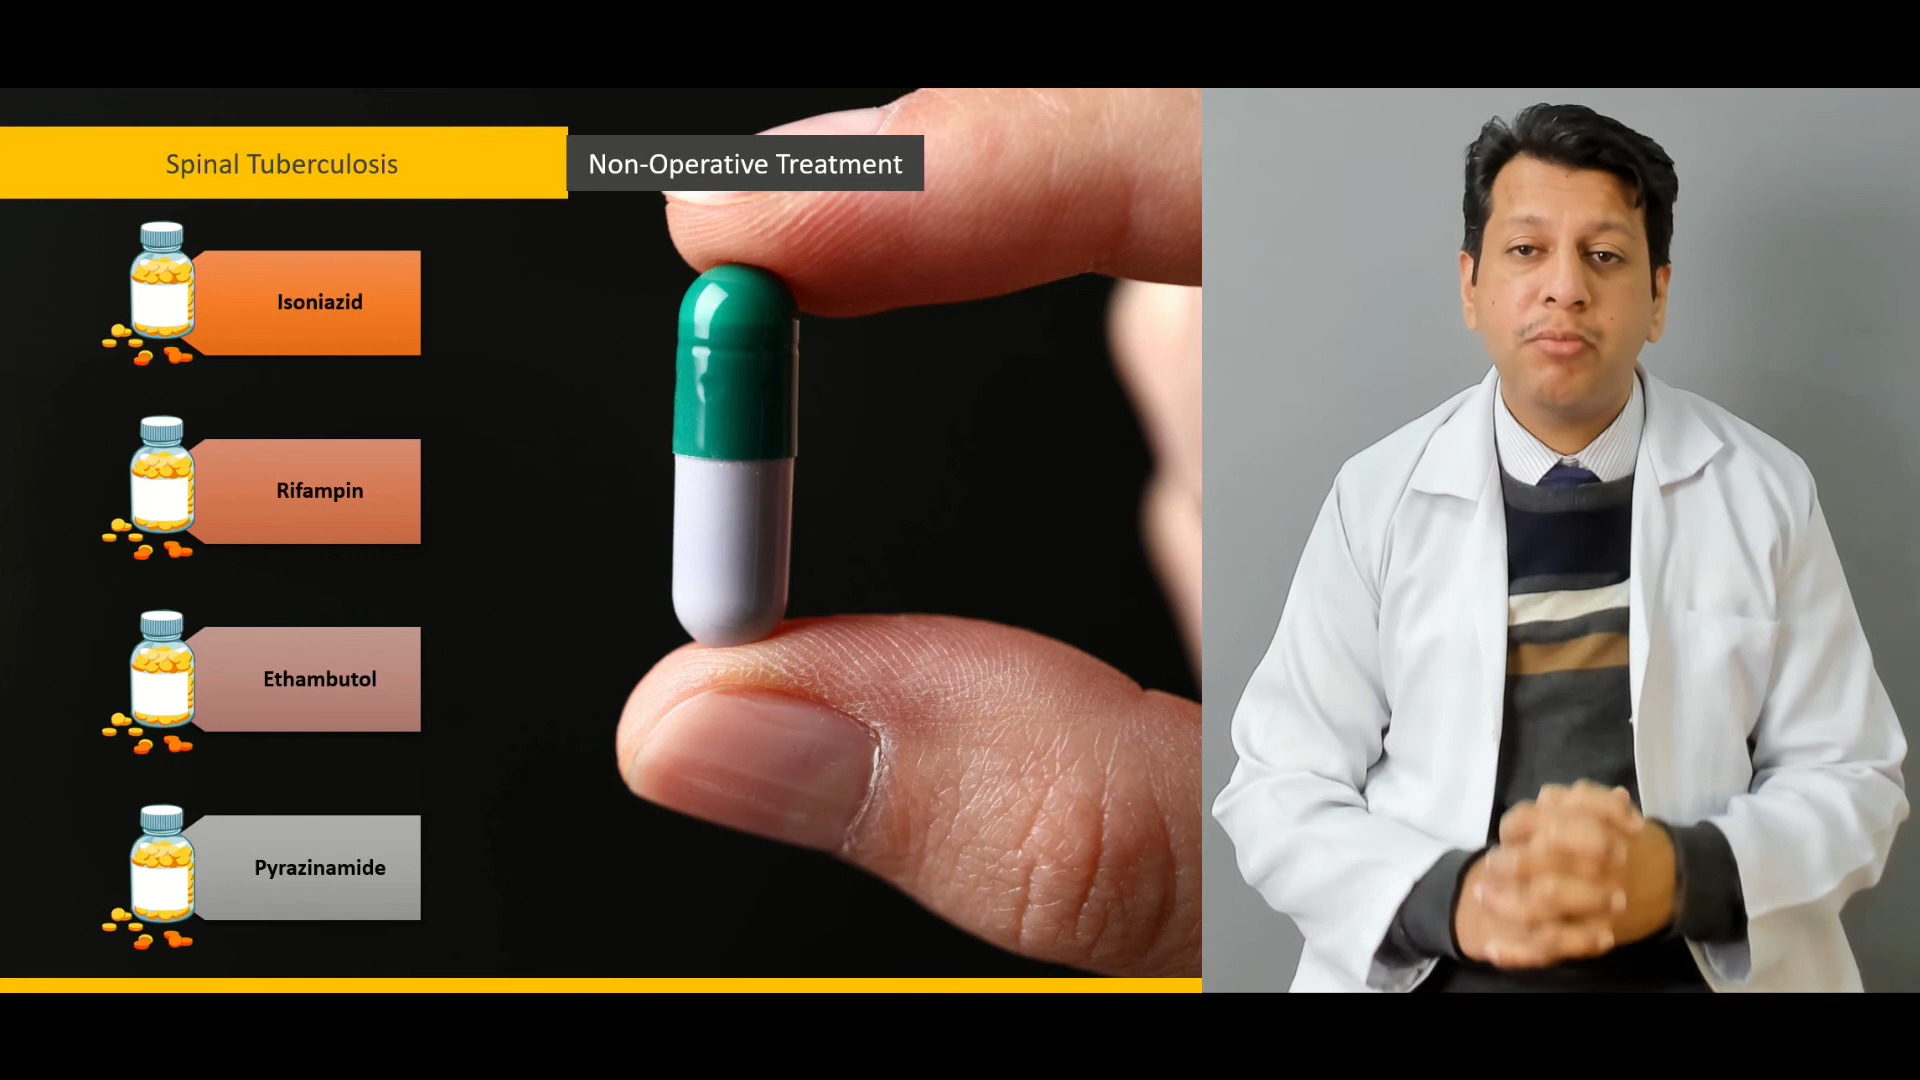 Spinal Tuberculosis
Non-Operative Treatment
Isoniazid
Rifampin
Ethambutol
Pyrazinamide